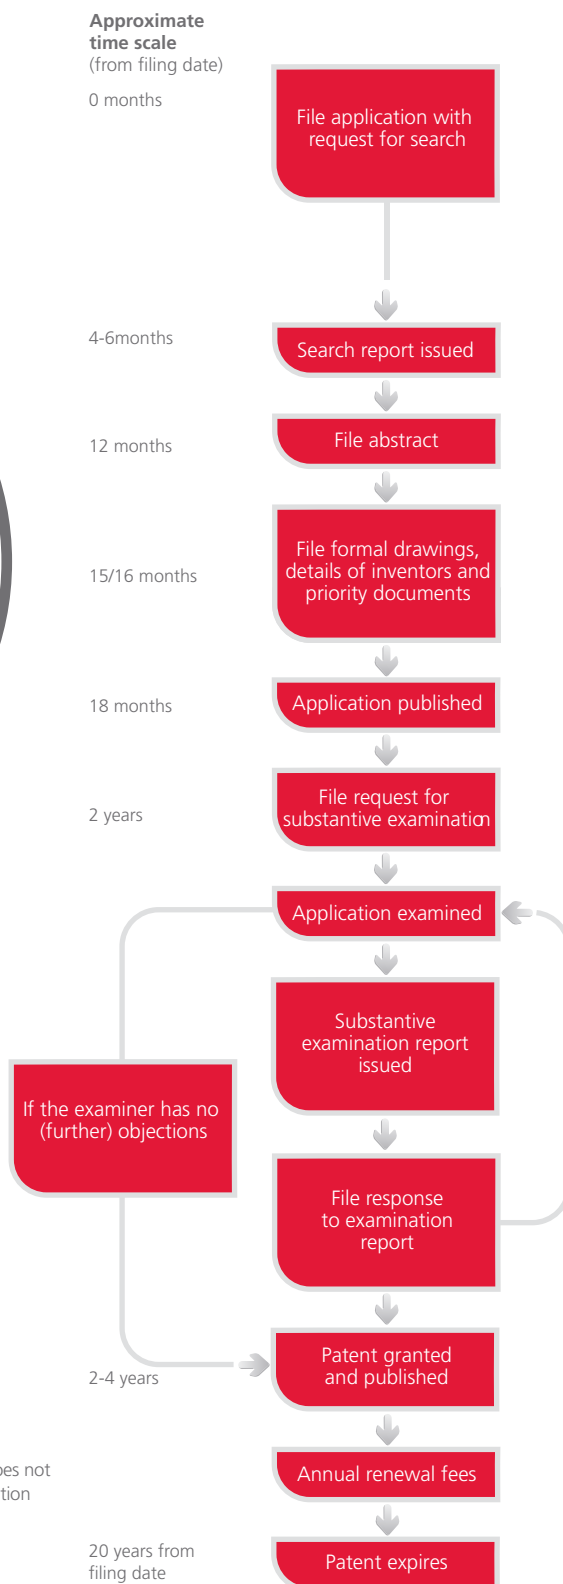 Approximate
time scale
(from filing date)
0 months
File application with
request for search
4-6months
Search report issued
12 months
File abstract
15/16 months
File formal drawings,
details of inventors and
priority documents
18 months
Application published
2 years
File request for
substantive examination
Application examined
Substantive
examination report
issued
If the examiner has no
(further) objections
File response
to examination
report
2-4 years
Patent granted
and published
Annual renewal fees
not
20 years from
filing date
Patent expires